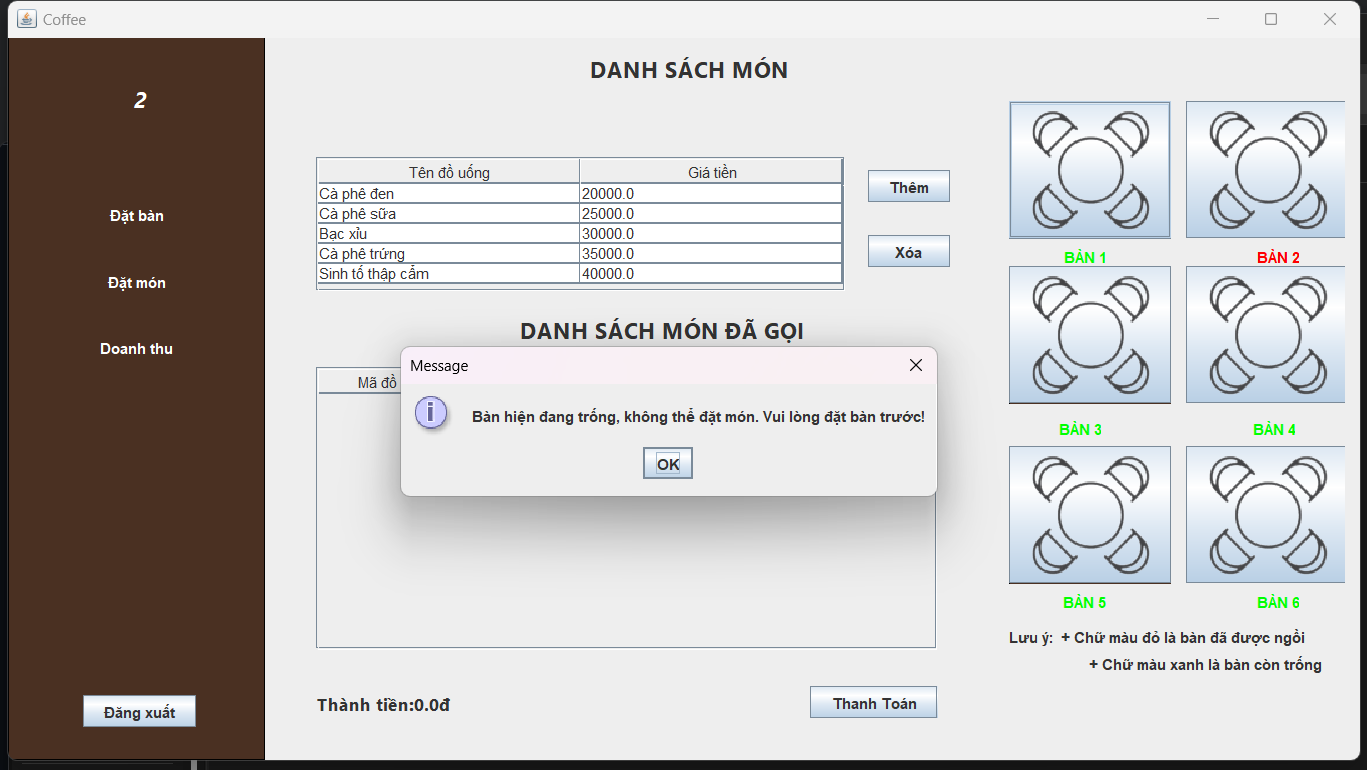 Coffee
2
Đặt bàn
Đặt món
Doanh thu
Đăng xuất
DANH SÁCH MÓN
Tên đồ uống Giá tiền
Cà phê đen 20000.0
Cà phê sữa 25000.0
Bạc xỉu 30000.0
Cà phê trứng 35000.0
Sinh tố thập cẩm 40000.0
Thêm
Xóa
DANH SÁCH MÓN ĐÃ GỌI
Mã đồ
Message
Bàn hiện đang trống, không thể đặt món. Vui lòng đặt bàn trước!
OK
Thành tiền:0.0đ
Thanh Toán
BÀN 1 BÀN 2
BÀN 3 BÀN 4
BÀN 5 BÀN 6
Lưu ý: + Chữ màu đỏ là bàn đã được ngồi
+ Chữ màu xanh là bàn còn trống